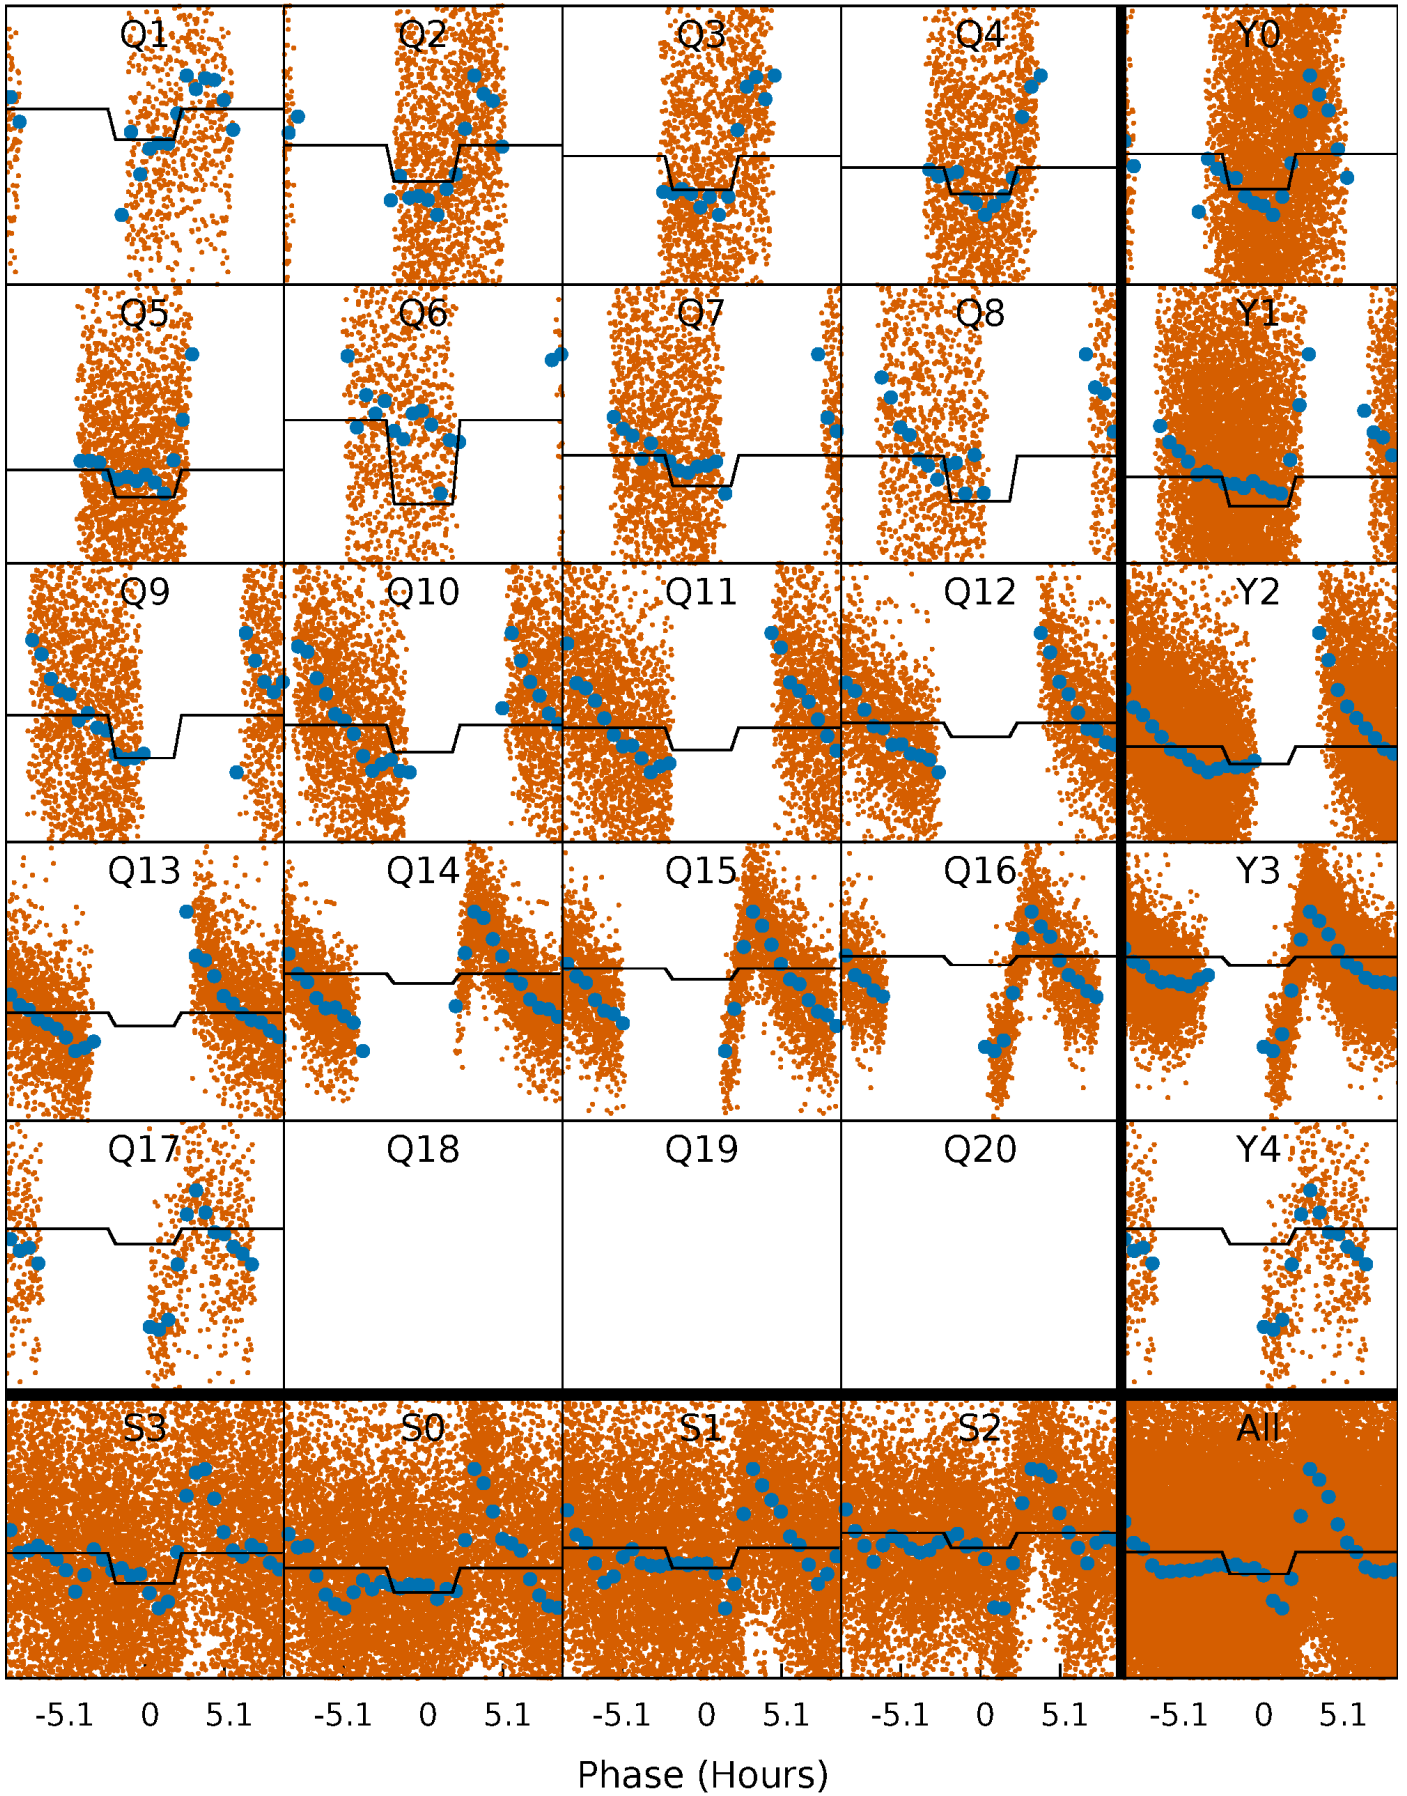 Q1 Q2 Q3 Q4 Y0
Q5 Q6 Q7 Q8 Y1
Q9 Q10 Q11 Q12 Y2
Q13 Q14 Q15 Q16 Y3
Q17 Q18 Q19 Q20 Y4
S3 S0 S1 S2 All
-5.1 0 5.1 -5.1 0 5.1 -5.1 0 5.1 -5.1 0 5.1 -5.1 0 5.1
Phase (Hours)